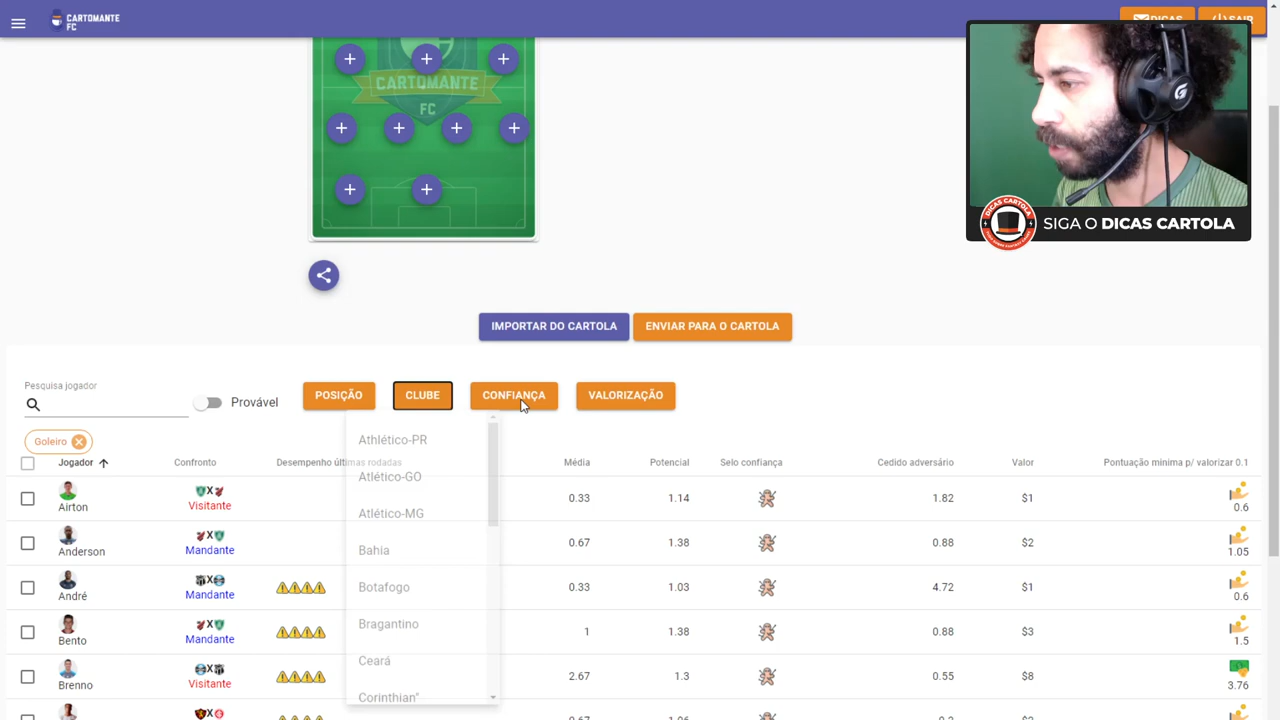 CARTOMANTE FC
DICAS
SAIR
CARTOMANTE
FC
DICAS CARTOLA
SIGA O DICAS CARTOLA
IMPORTAR DO CARTOLA ENVIAR PARA O CARTOLA
Pesquisa jogador
Provável POSIÇÃO CLUBE CONFIANÇA VALORIZAÇÃO
Goleiro
Jogador Confronto Desempenho últimas rodadas Média Potencial Selo confiança Cedido adversário Valor Pontuação minima p/ valorizar 0.1
Athlético-PR
Atlético-GO
Atlético-MG
Bahia
Botafogo
Bragantino
Ceará
Corinthian"
Airton X Visitante 0.33 1.14 1.82 $1 0.6
Anderson X Mandante 0.67 1.38 0.88 $2 1.05
André X Mandante 0.33 1.03 4.72 $1 0.6
Bento X Mandante 1 1.38 0.88 $3 1.5
Brenno X Visitante 2.67 1.3 0.55 $8 3.76
X